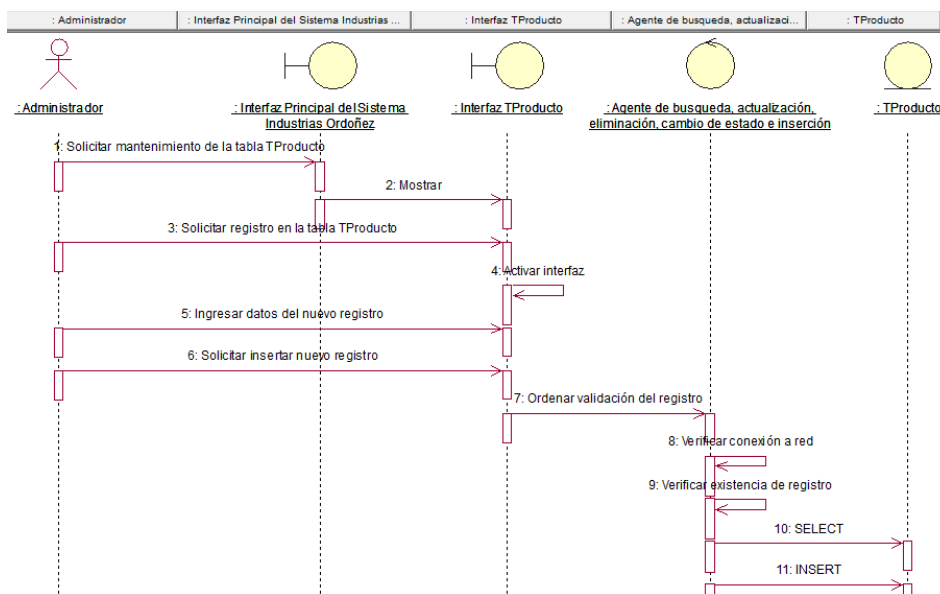 : Administrador
: Interfaz Principal del Sistema Industrias ...
: Interfaz TProducto
: Agente de busqueda, actualizaci...
: TProducto
: Administrador
: Interfaz Principal del Sistema
Industrias Ordoñez
: Interfaz TProducto
: Agente de busqueda, actualización,
eliminación, cambio de estado e inserción
: TProducto
1: Solicitar mantenimiento de la tabla TProducto
2: Mostrar
3: Solicitar registro en la tabla TProducto
4: Activar interfaz
5: Ingresar datos del nuevo registro
6: Solicitar insertar nuevo registro
7: Ordenar validación del registro
8: Verificar conexión a red
9: Verificar existencia de registro
10: SELECT
11: INSERT